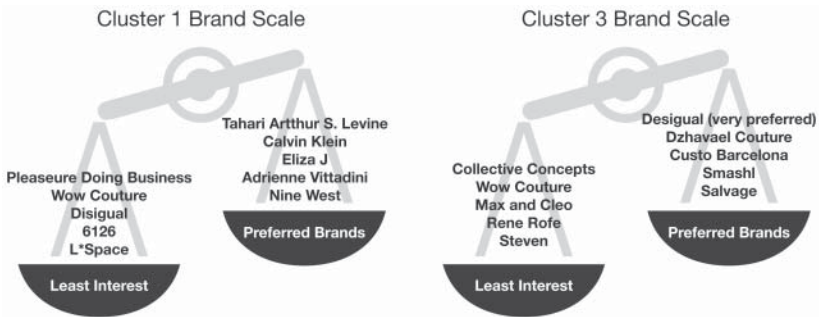 Cluster 1 Brand Scale
Pleaseure Doing Business
Wow Couture
Disigual
6126
L*Space
Least Interest
Tahari Artthur S. Levine
Calvin Klein
Eliza J
Adrienne Vittadini
Nine West
Preferred Brands
Cluster 3 Brand Scale
Collective Concepts
Wow Couture
Max and Cleo
Rene Rofe
Steven
Least Interest
Desigual (very preferred)
Dzhavael Couture
Custo Barcelona
Smashl
Salvage
Preferred Brands